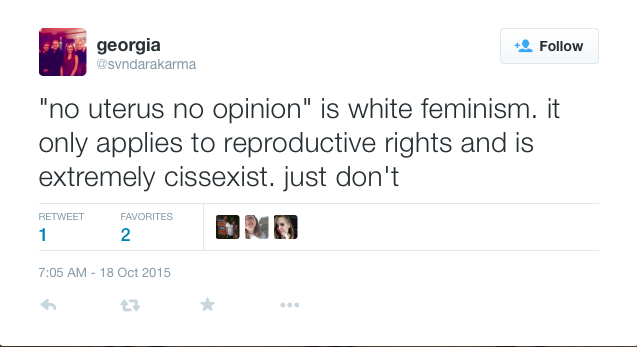 georgia
@svndarakarma
Follow
"no uterus no opinion" is white feminism. it
only applies to reproductive rights and is
extremely cissexist. just don't
RETWEET FAVORITES
1 2
7:05 AM - 18 Oct 2015